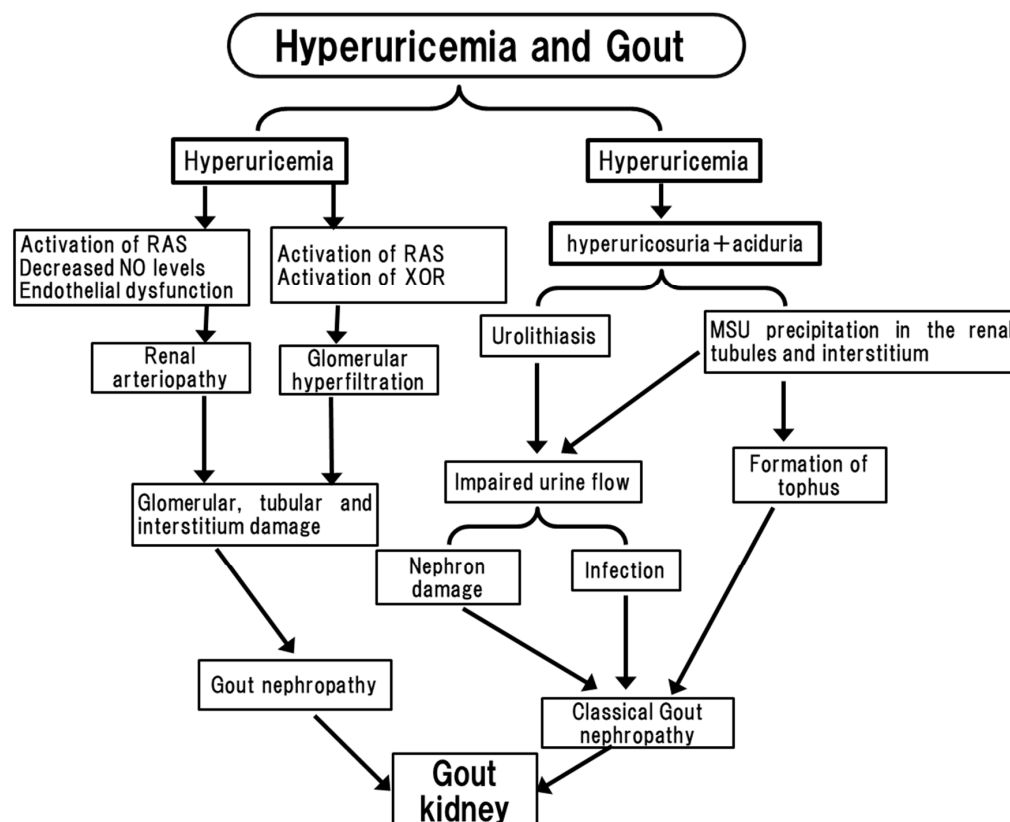 Hyperuricemia and Gout
Hyperuricemia
Hyperuricemia
Activation of RAS
Decreased NO levels
Endothelial dysfunction
Activation of RAS
Activation of XOR
hyperuricosuria+aciduria
Renal
arteriopathy
Glomerular
hyperfiltration
Urolithiasis
MSU precipitation in the renal
tubules and interstitium
Glomerular, tubular and
interstitium damage
Impaired urine flow
Formation of
tophus
Nephron
damage
Infection
Gout nephropathy
Classical Gout
nephropathy
Gout
kidney